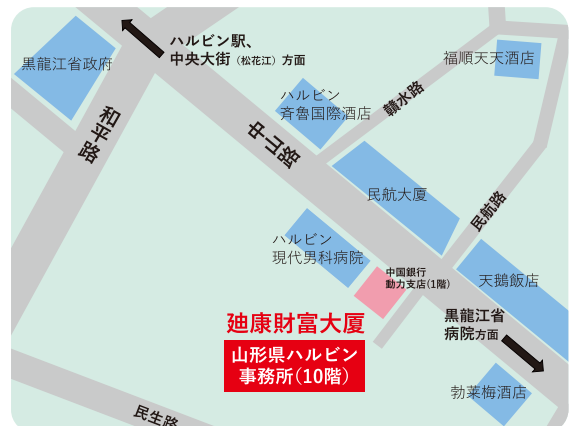 ハルビン駅、
中央大街（松花江）方面
黒龍江省政府
福順天天酒店
和平路
ハルビン
斉魯国際酒店
贛水路
中山路
民航大厦
民航路
ハルビン
現代男科病院
中国銀行
動力支店(1階)
天鵝飯店
廸康財富大厦
黒龍江省
病院方面
山形県ハルビン
事務所(10階)
勃莱梅酒店
民生路